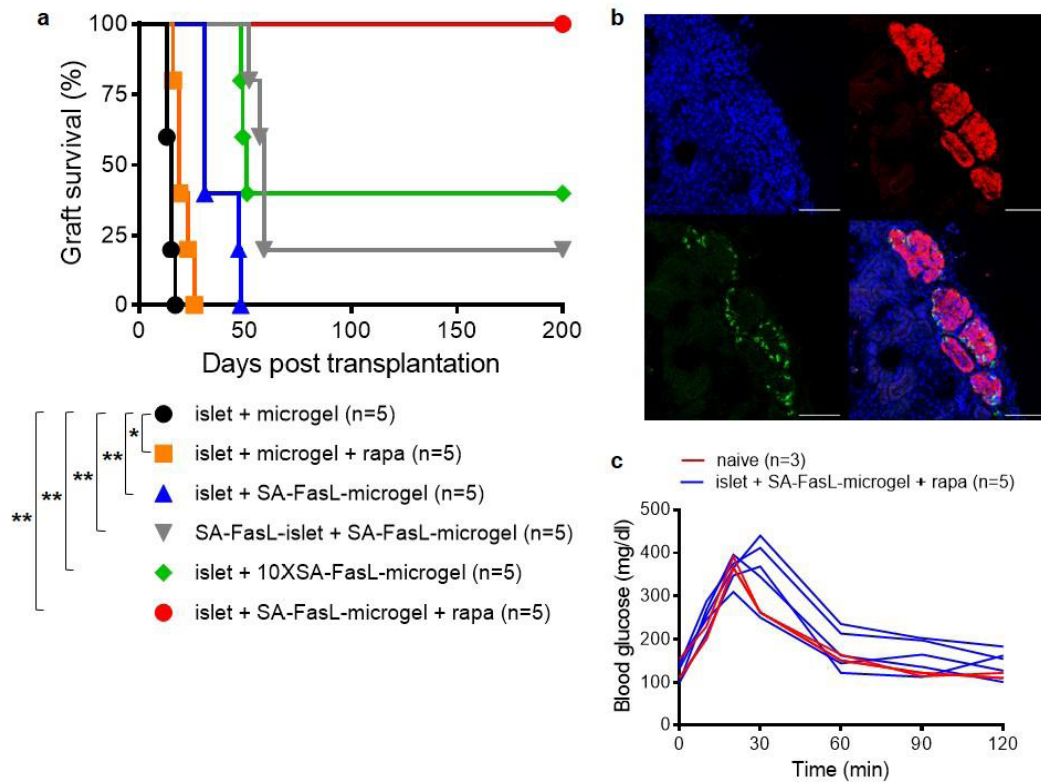 a
Graft survival (%)
100
75
50
25
0
0 50 100 150 200
Days post transplantation
* islet + microgel (n=5)
** islet + microgel + rapa (n=5)
** islet + SA-FasL-microgel (n=5)
** SA-FasL-islet + SA-FasL-microgel (n=5)
** islet + 10XSA-FasL-microgel (n=5)
islet + SA-FasL-microgel + rapa (n=5)
b
c
naive (n=3)
islet + SA-FasL-microgel + rapa (n=5)
Blood glucose (mg/dl)
500
400
300
200
100
0
0 30 60 90 120
Time (min)